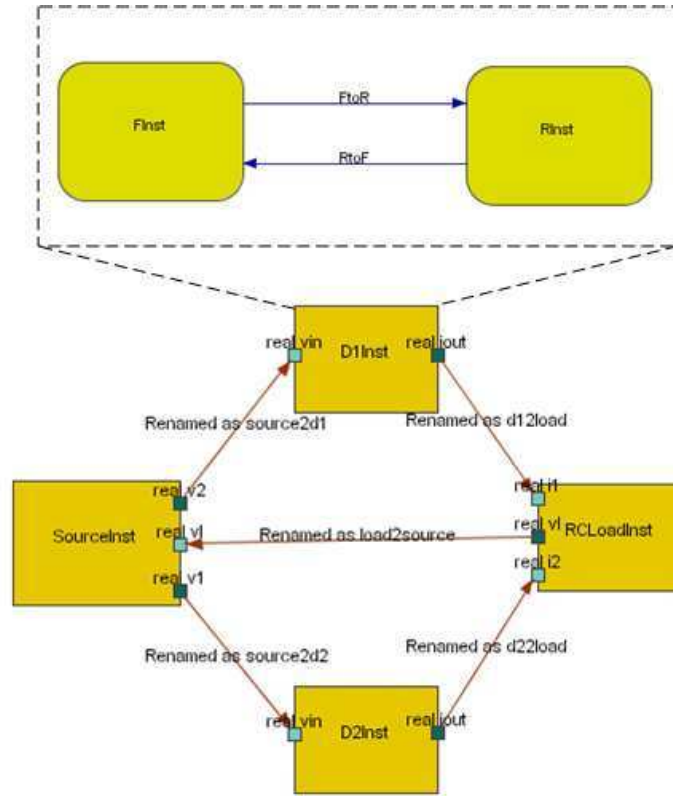 FtoR
FInst
RInst
RtoF
real vin
real iout
D1Inst
Renamed as source2d1
Renamed as d12load
real v2
real i1
SourceInst
real vl
Renamed as load2source
real vl
RCLoadInst
real v1
real i2
Renamed as source2d2
Renamed as d22load
real vin
real iout
D2Inst